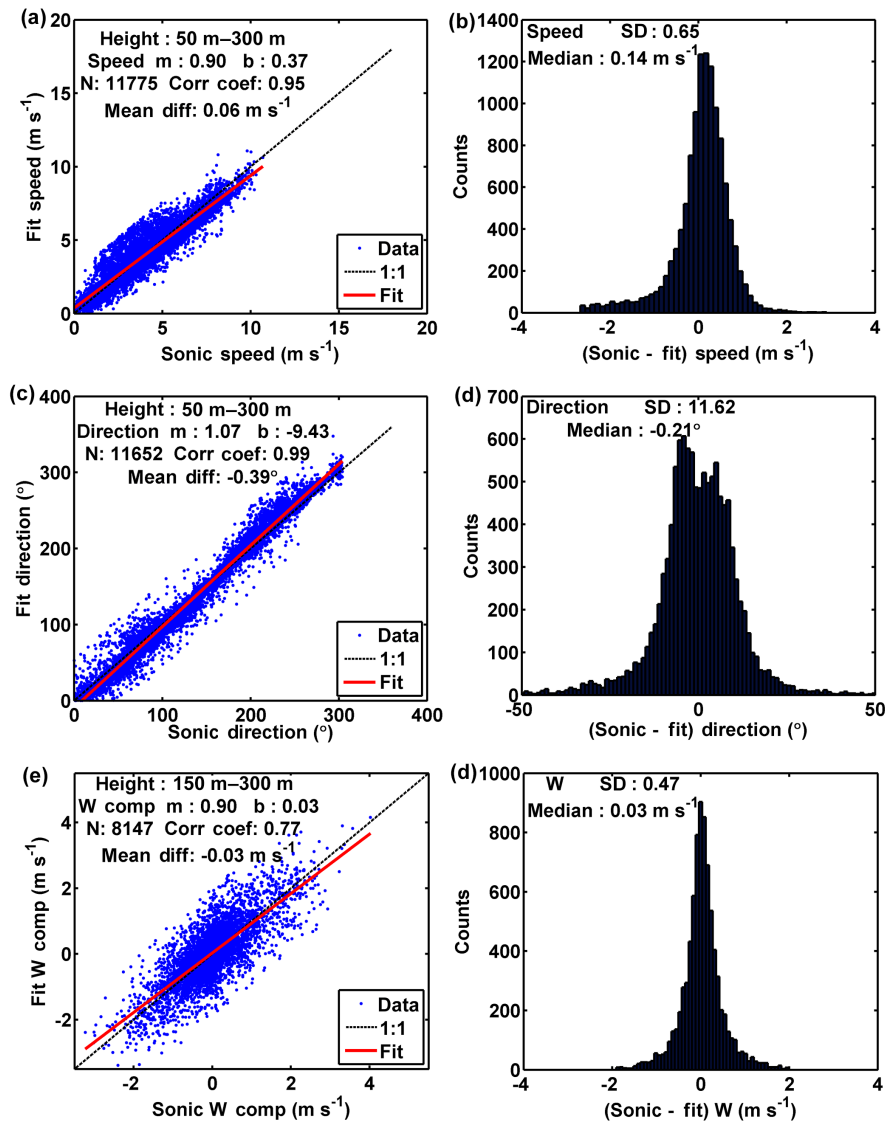 (a)
20
15
10
5
0
Fit speed (m s-1)
Height : 50 m–300 m
Speed m : 0.90 b : 0.37
N: 11775 Corr coef: 0.95
Mean diff: 0.06 m s-1
Data
1:1
Fit
0 5 10 15 20
Sonic speed (m s-1)
(b)
1400
1200
1000
800
600
400
200
0
Counts
Speed SD : 0.65
Median : 0.14 m s-1
-4 -2 0 2 4
(Sonic - fit) speed (m s-1)
(c)
400
300
200
100
0
Fit direction (°)
Height : 50 m–300 m
Direction m : 1.07 b : -9.43
N: 11652 Corr coef: 0.99
Mean diff: -0.39°
Data
1:1
Fit
0 100 200 300 400
Sonic direction (°)
(d)
700
600
500
400
300
200
100
0
Counts
Direction SD : 11.62
Median : -0.21°
-50 0 50
(Sonic - fit) direction (°)
(e)
4
2
0
-2
Fit W comp (m s-1)
Height : 150 m–300 m
W comp m : 0.90 b : 0.03
N: 8147 Corr coef: 0.77
Mean diff: -0.03 m s-1
Data
1:1
Fit
-2 0 2 4
Sonic W comp (m s-1)
(d)
1000
800
600
400
200
0
Counts
W SD : 0.47
Median : 0.03 m s-1
-4 -2 0 2 4
(Sonic - fit) W (m s-1)